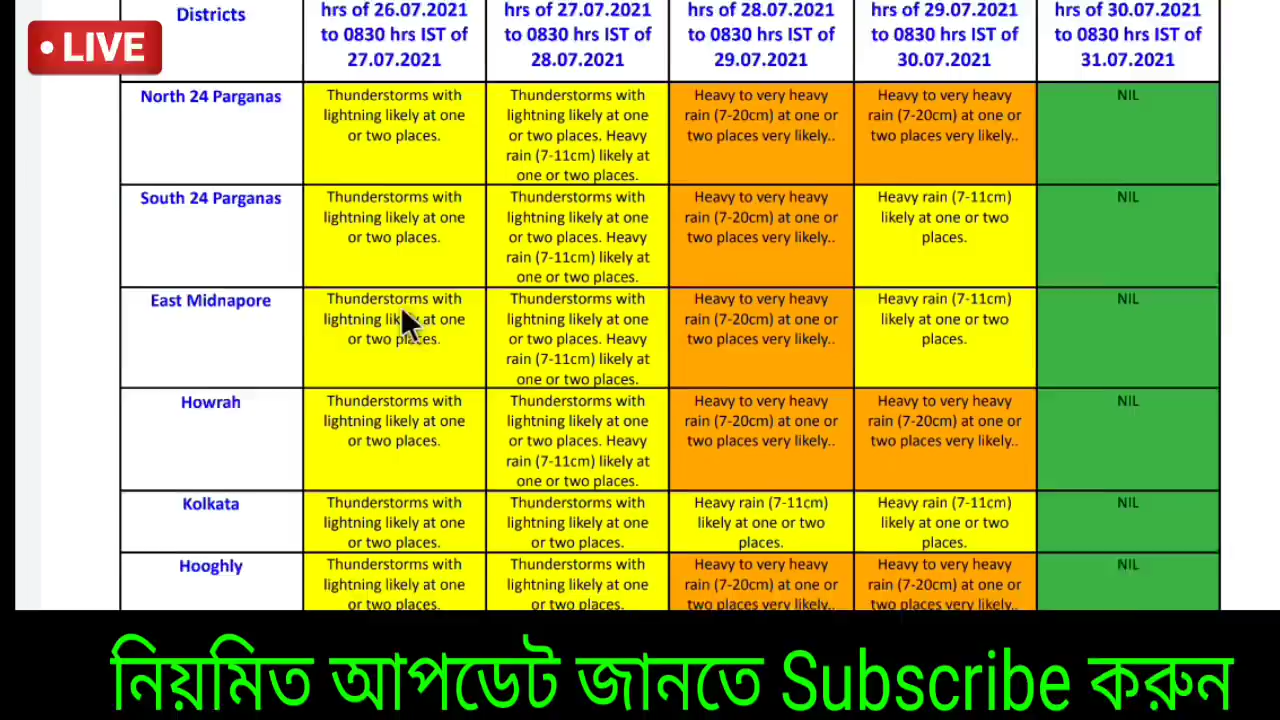 Districts
hrs of 26.07.2021
to 0830 hrs IST of
27.07.2021
hrs of 27.07.2021
to 0830 hrs IST of
28.07.2021
hrs of 28.07.2021
to 0830 hrs IST of
29.07.2021
hrs of 29.07.2021
to 0830 hrs IST of
30.07.2021
hrs of 30.07.2021
to 0830 hrs IST of
31.07.2021
LIVE
North 24 Parganas
Thunderstorms with
lightning likely at one
or two places.
Thunderstorms with
lightning likely at one
or two places. Heavy
rain (7-11cm) likely at
one or two places.
Heavy to very heavy
rain (7-20cm) at one or
two places very likely..
Heavy to very heavy
rain (7-20cm) at one or
two places very likely..
NIL
South 24 Parganas
Thunderstorms with
lightning likely at one
or two places.
Thunderstorms with
lightning likely at one
or two places. Heavy
rain (7-11cm) likely at
one or two places.
Heavy to very heavy
rain (7-20cm) at one or
two places very likely..
Heavy rain (7-11cm)
likely at one or two
places.
NIL
East Midnapore
Thunderstorms with
lightning likely at one
or two places.
Thunderstorms with
lightning likely at one
or two places. Heavy
rain (7-11cm) likely at
one or two places.
Heavy to very heavy
rain (7-20cm) at one or
two places very likely..
Heavy rain (7-11cm)
likely at one or two
places.
NIL
Howrah
Thunderstorms with
lightning likely at one
or two places.
Thunderstorms with
lightning likely at one
or two places. Heavy
rain (7-11cm) likely at
one or two places.
Heavy to very heavy
rain (7-20cm) at one or
two places very likely..
Heavy to very heavy
rain (7-20cm) at one or
two places very likely..
NIL
Kolkata
Thunderstorms with
lightning likely at one
or two places.
Thunderstorms with
lightning likely at one
or two places.
Heavy rain (7-11cm)
likely at one or two
places.
Heavy rain (7-11cm)
likely at one or two
places.
NIL
Hooghly
Thunderstorms with
lightning likely at one
or two places.
Thunderstorms with
lightning likely at one
or two places.
Heavy to very heavy
rain (7-20cm) at one or
two places very likely..
Heavy to very heavy
rain (7-20cm) at one or
two places very likely..
NIL
নিয়মিত আপডেট জানতে Subscribe করুন